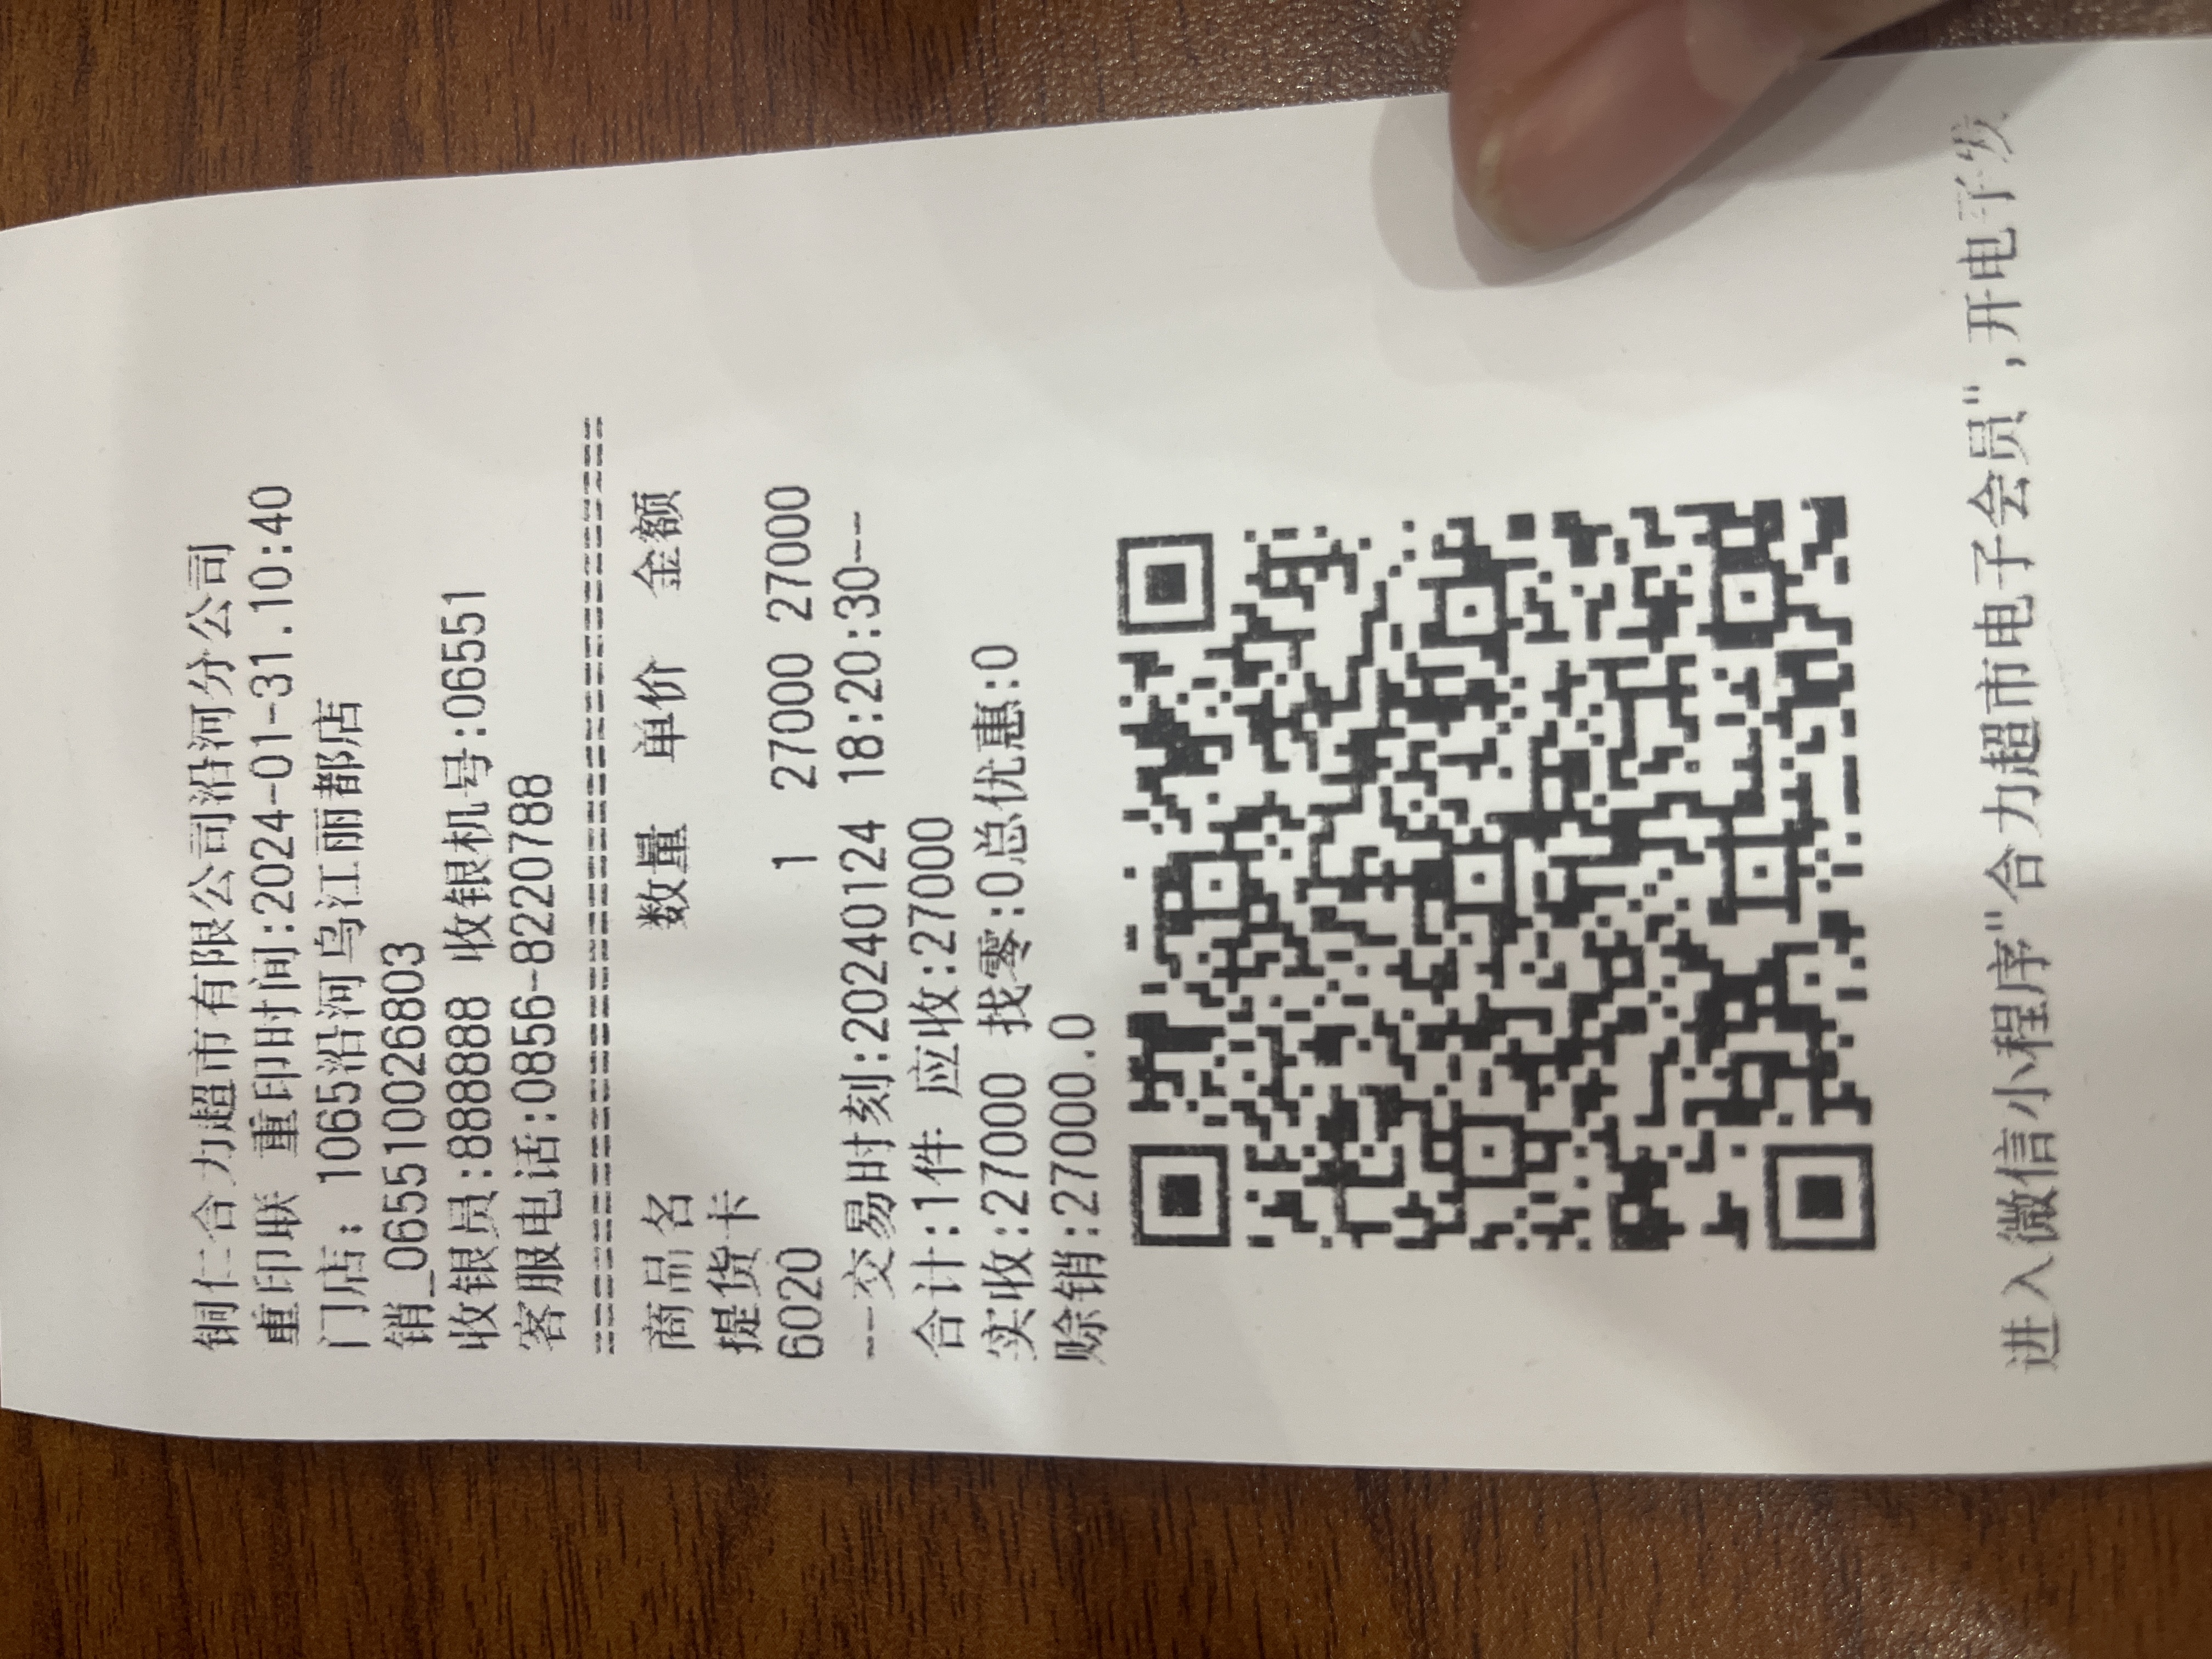 铜仁合力超市有限公司沿河分公司
重印联 重印时间:2024-01-31.10:40
门店: 1065沿河乌江丽都店
销_065510026803
收银员:888888 收银机号:06551
客服电话:0856-8220788
==========================================
商品名 数量 单价 金额
提货卡
6020 1 27000 27000
--交易时刻:20240124 18:20:30--
合计:1件 应收:27000
实收:27000 找零:0总优惠:0
赊销:27000.0
进入微信小程序"合力超市电子会员",开电子发